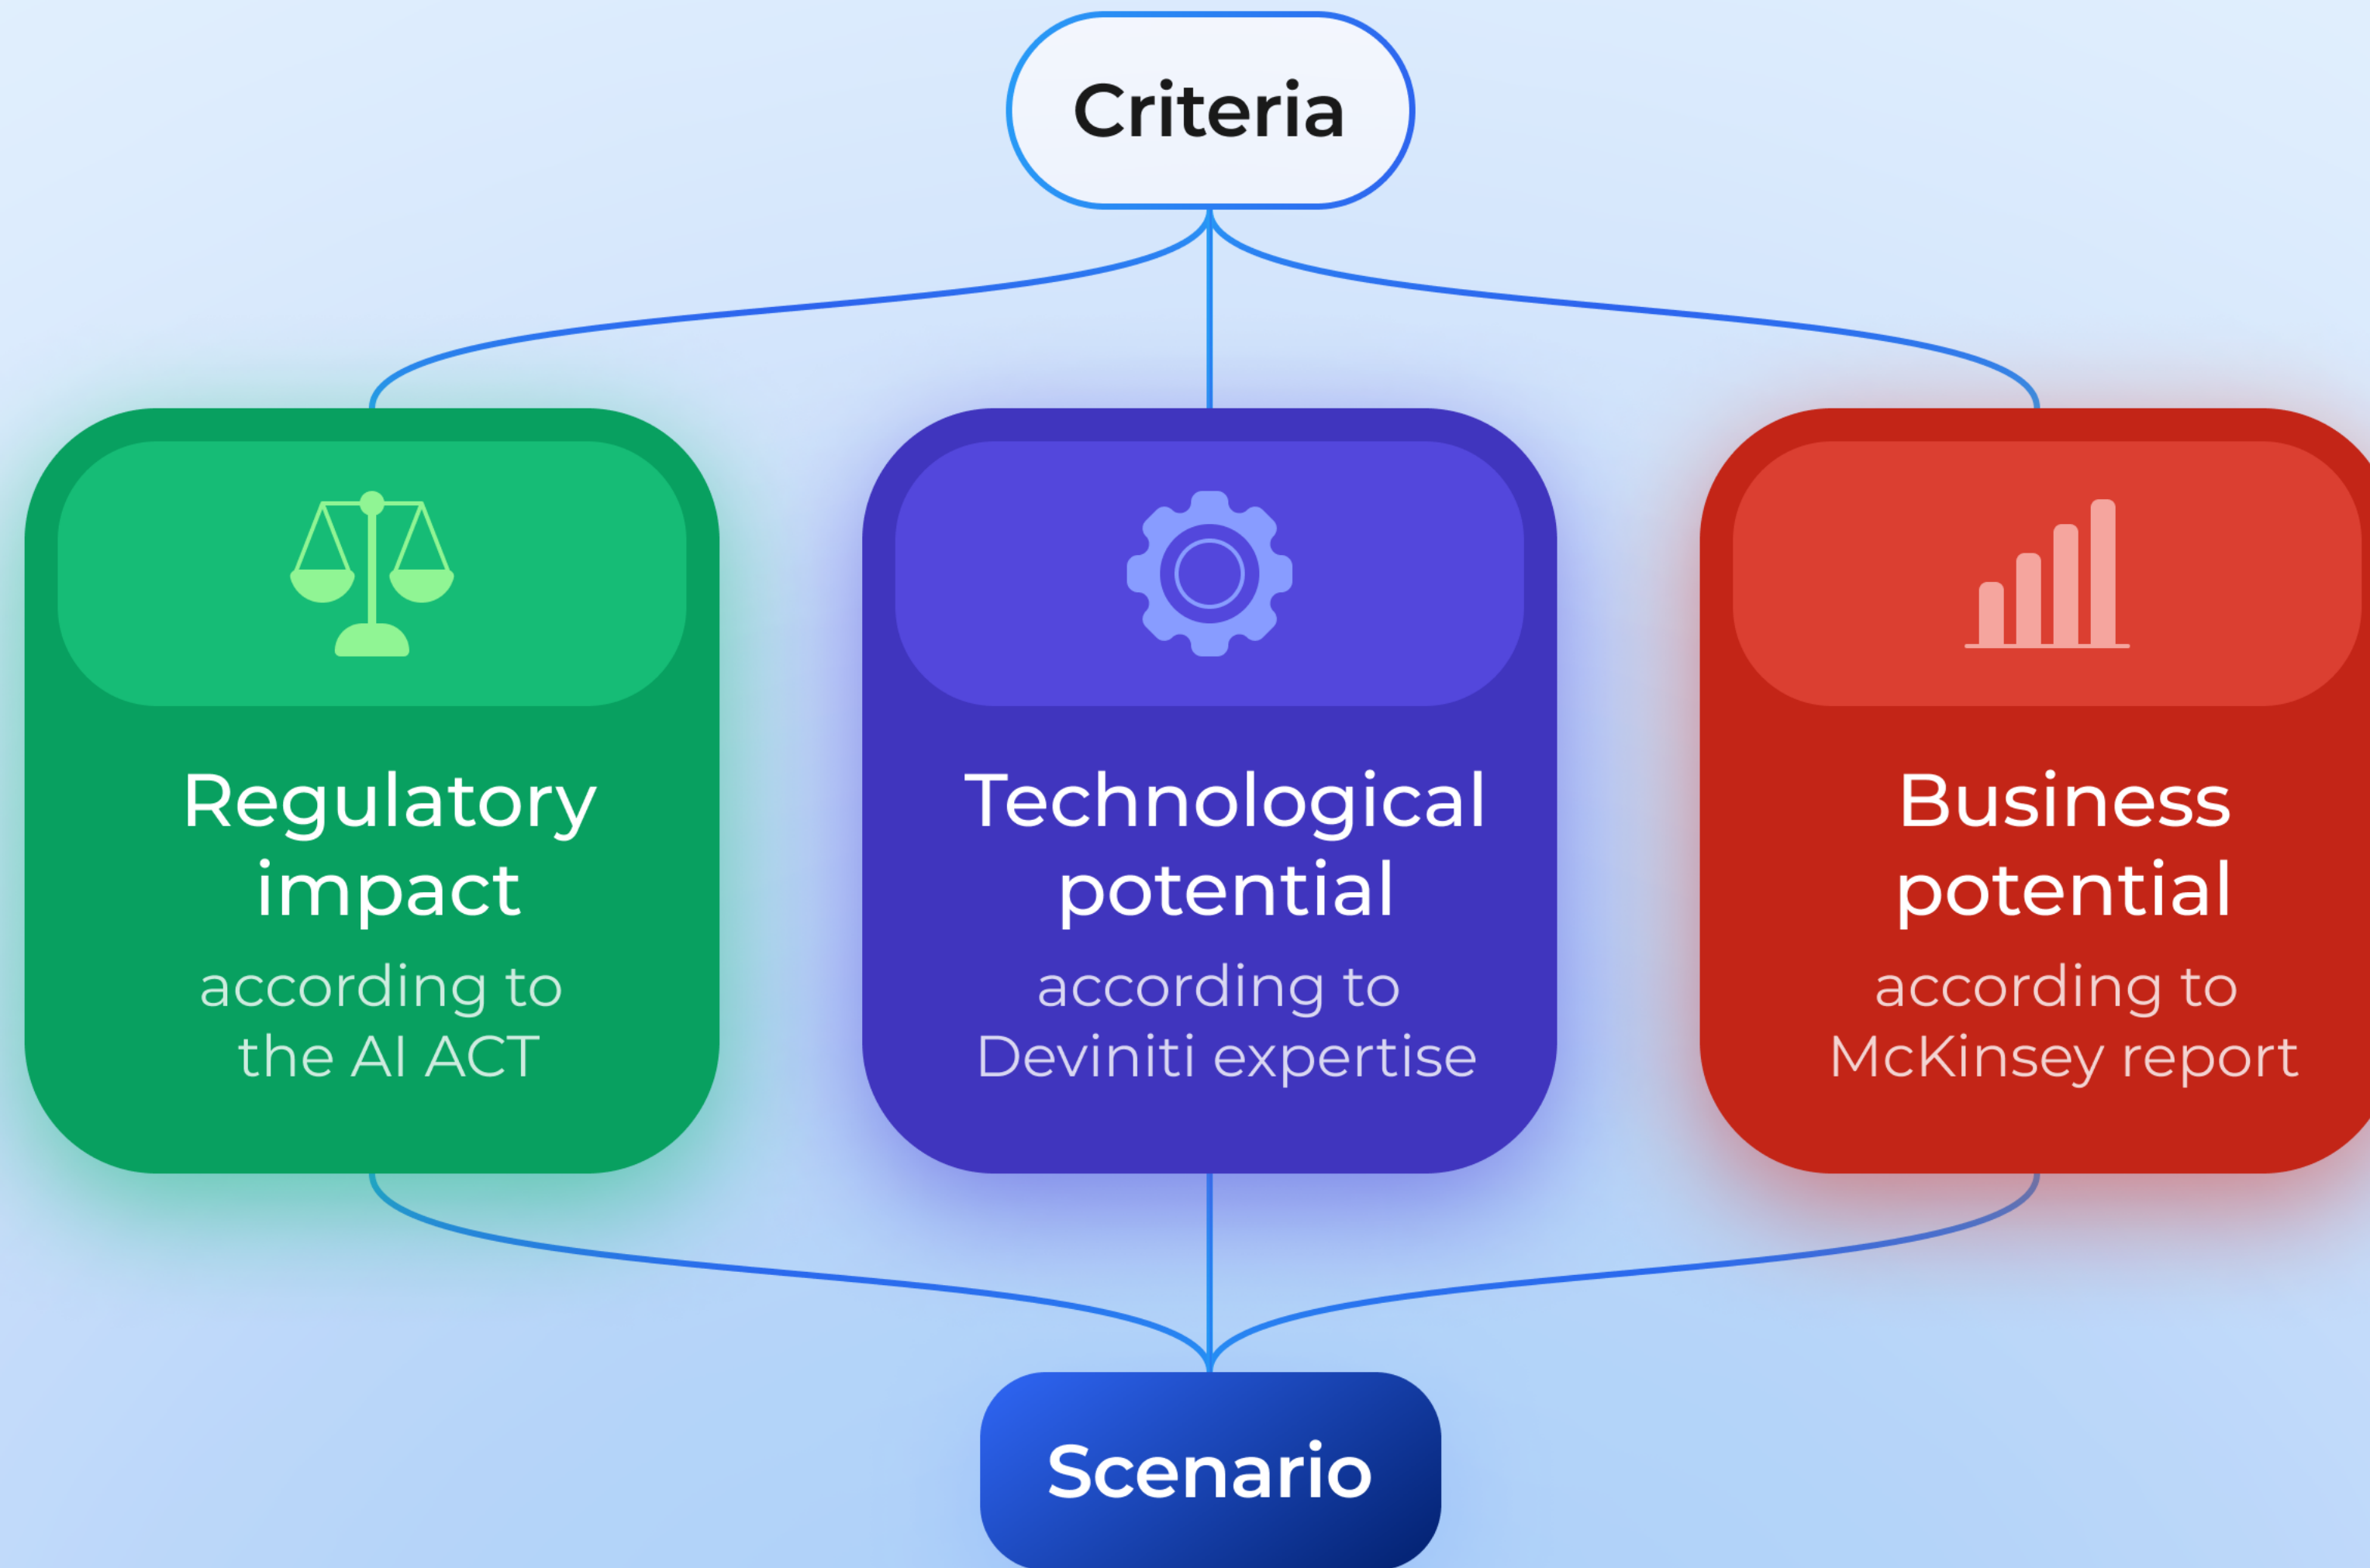 Criteria
Regulatory
impact
according to
the AI ACT
Technological
potential
according to
Deviniti expertise
Business
potential
according to
McKinsey report
Scenario